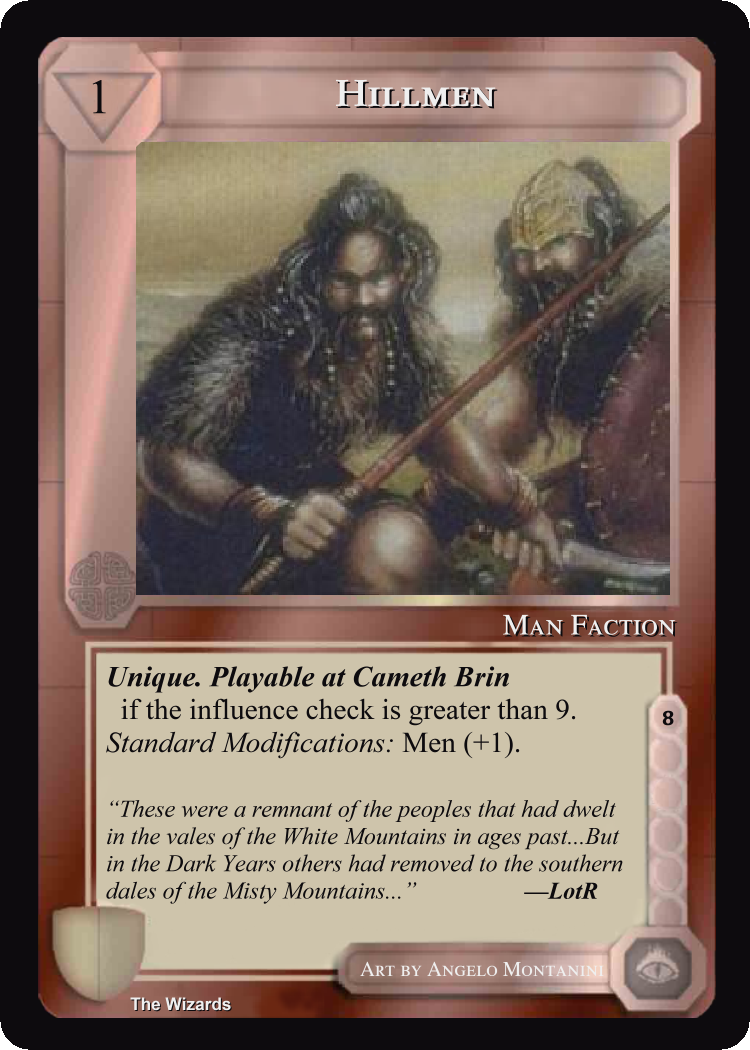 1
Hillmen
Man Faction
Unique. Playable at Cameth Brin
if the influence check is greater than 9.
Standard Modifications: Men (+1).
8
“These were a remnant of the peoples that had dwelt
in the vales of the White Mountains in ages past...But
in the Dark Years others had removed to the southern
dales of the Misty Mountains...” —LotR
Art by Angelo Montanini
The Wizards